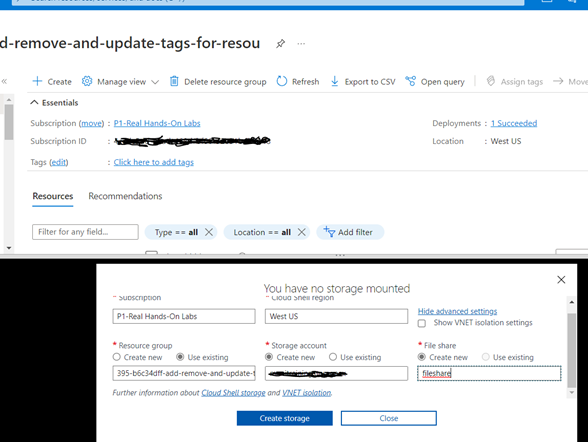 d-remove-and-update-tags-for-resou
Create Manage view Delete resource group Refresh Export to CSV Open query Assign tags Move
Essentials
Subscription (move) : P1-Real Hands-On Labs Deployments : 1 Succeeded
Subscription ID : Location : West US
Tags (edit) : Click here to add tags
Resources Recommendations
Filter for any field... Type == all Location == all Add filter
You have no storage mounted
* Subscription * Cloud Shell region Hide advanced settings
P1-Real Hands-On Labs West US Show VNET isolation settings
* Resource group * Storage account * File share
Create new Use existing Create new Use existing Create new Use existing
395-b6c34dff-add-remove-and-update-t fileshare
Further information about Cloud Shell storage and VNET isolation.
Create storage Close